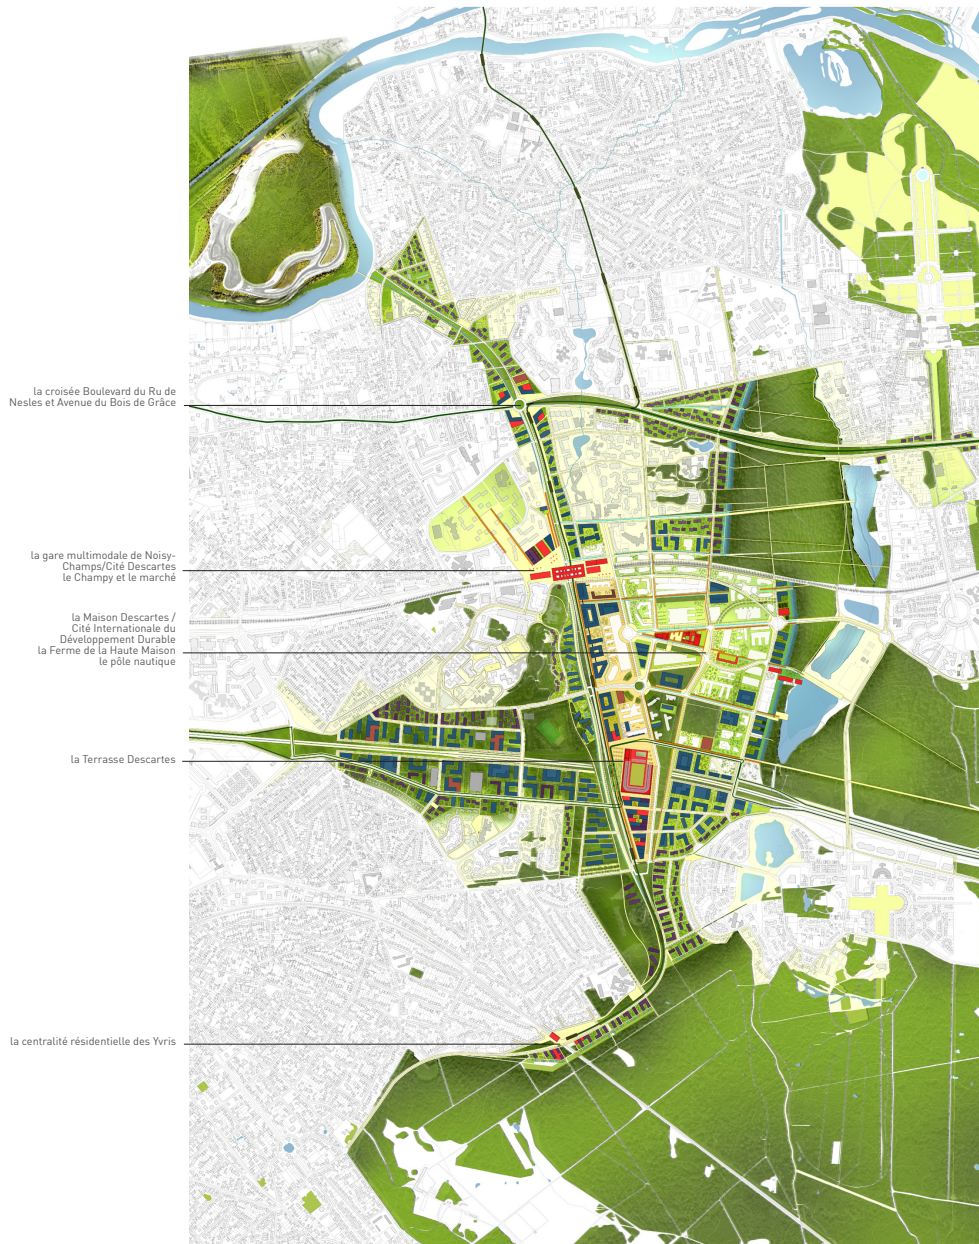 la croisée Boulevard du Ru de
Nesles et Avenue du Bois de Grâce
la gare multimodale de Noisy-
Champs/Cité Descartes
le Champy et le marché
la Maison Descartes /
Cité Internationale du
Développement Durable
la Ferme de la Haute Maison
le pôle nautique
la Terrasse Descartes
la centralité résidentielle des Yvris